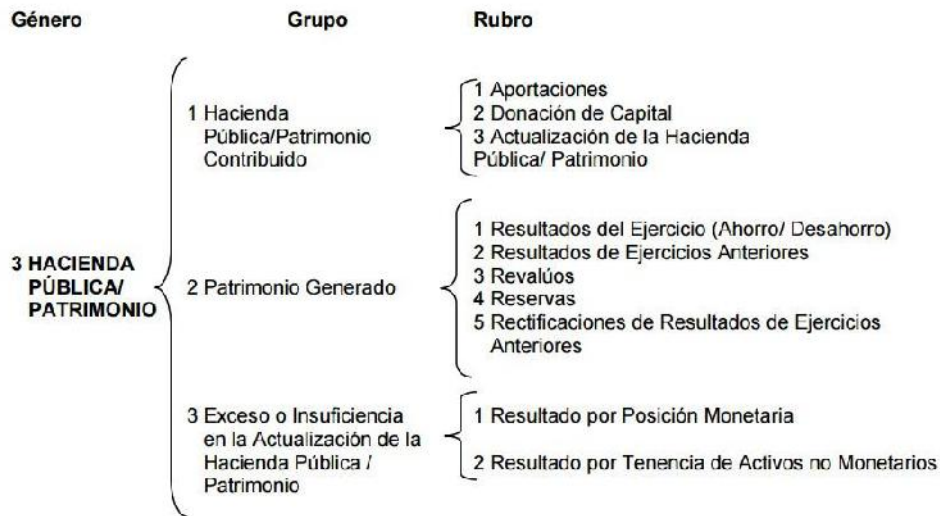 Género Grupo Rubro
1 Hacienda
Pública/Patrimonio
Contribuido
1 Aportaciones
2 Donación de Capital
3 Actualización de la Hacienda
Pública/ Patrimonio
3 HACIENDA
PÚBLICA/
PATRIMONIO
2 Patrimonio Generado
1 Resultados del Ejercicio (Ahorro/ Desahorro)
2 Resultados de Ejercicios Anteriores
3 Revalúos
4 Reservas
5 Rectificaciones de Resultados de Ejercicios
Anteriores
3 Exceso o Insuficiencia
en la Actualización de la
Hacienda Pública /
Patrimonio
1 Resultado por Posición Monetaria
2 Resultado por Tenencia de Activos no Monetarios